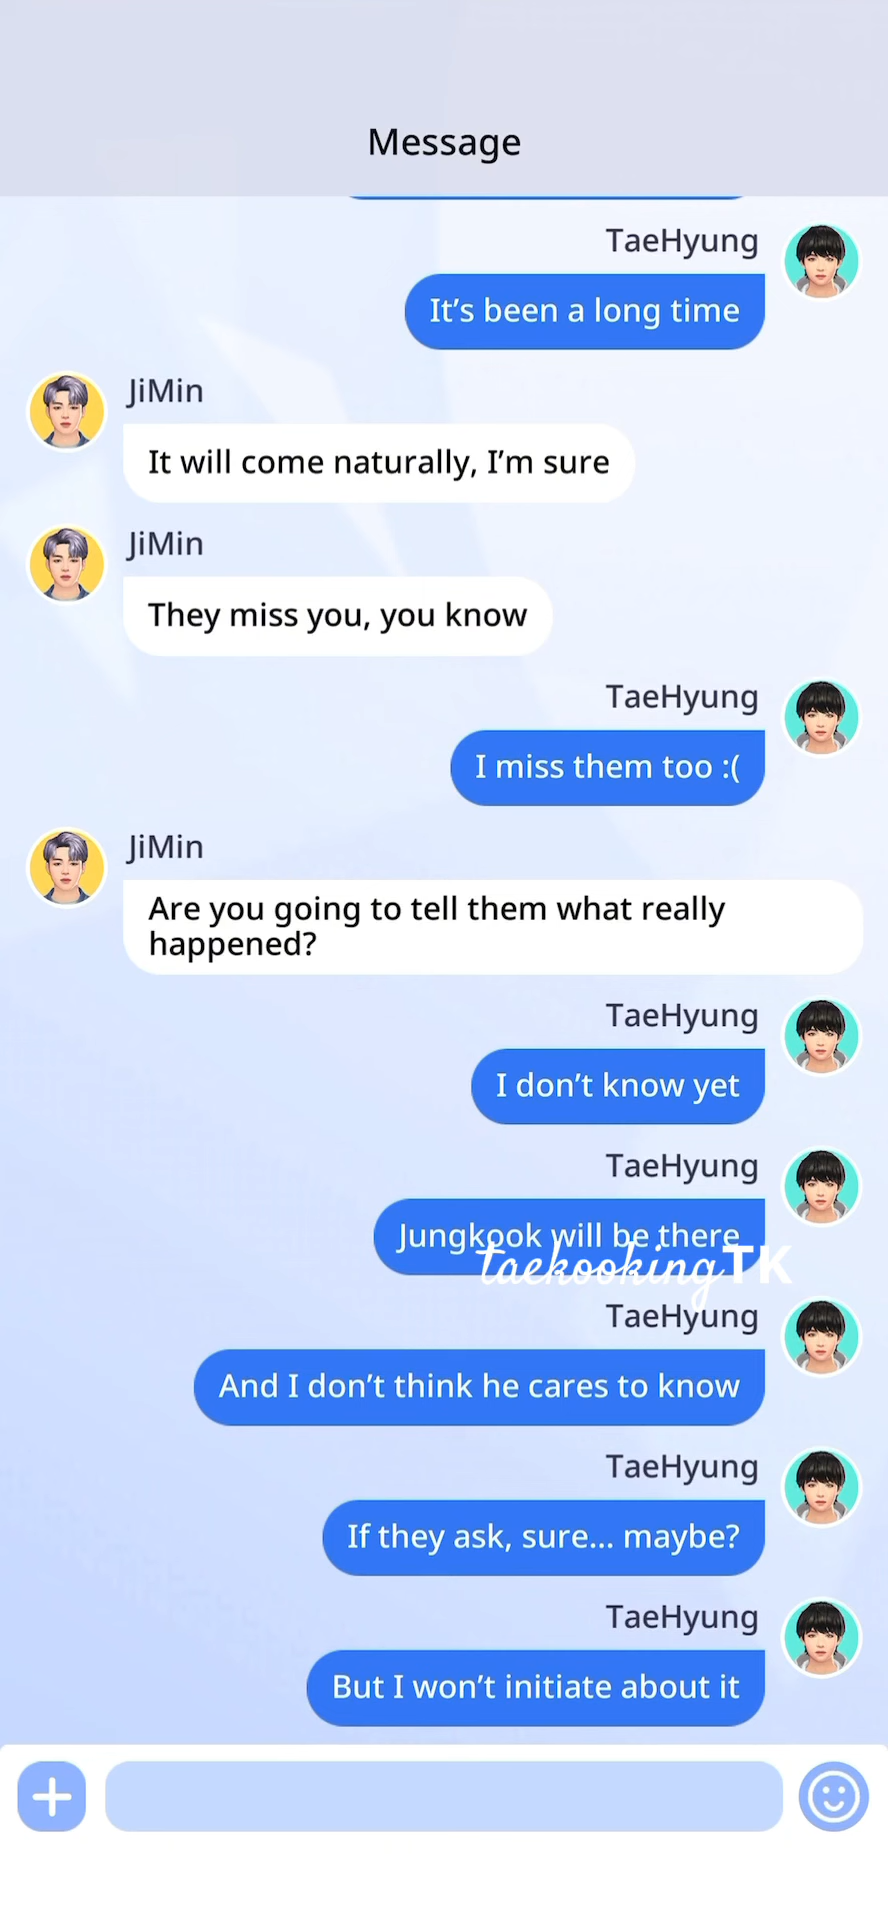 Message
TaeHyung
It’s been a long time
JiMin
It will come naturally, I’m sure
JiMin
They miss you, you know
TaeHyung
I miss them too :(
JiMin
Are you going to tell them what really
happened?
TaeHyung
I don’t know yet
TaeHyung
Jungkook will be there
taekookingTK
TaeHyung
And I don’t think he cares to know
TaeHyung
If they ask, sure... maybe?
TaeHyung
But I won’t initiate about it